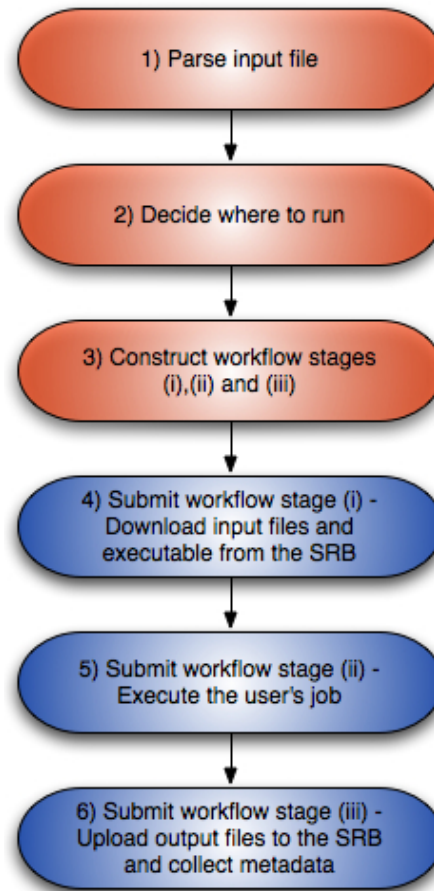 1) Parse input file
2) Decide where to run
3) Construct workflow stages
(i),(ii) and (iii)
4) Submit workflow stage (i) -
Download input files and
executable from the SRB
5) Submit workflow stage (ii) -
Execute the user's job
6) Submit workflow stage (iii) -
Upload output files to the SRB
and collect metadata